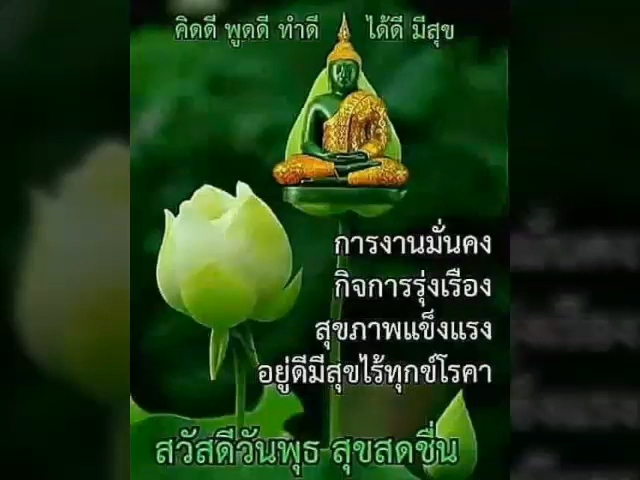 คิดดี พูดดี ทำดี ได้ดี มีสุข
การงานมั่นคง
กิจการรุ่งเรือง
สุขภาพแข็งแรง
อยู่ดีมีสุขไร้ทุกข์โรคา
สวัสดีวันพุธ สุขสดชื่น